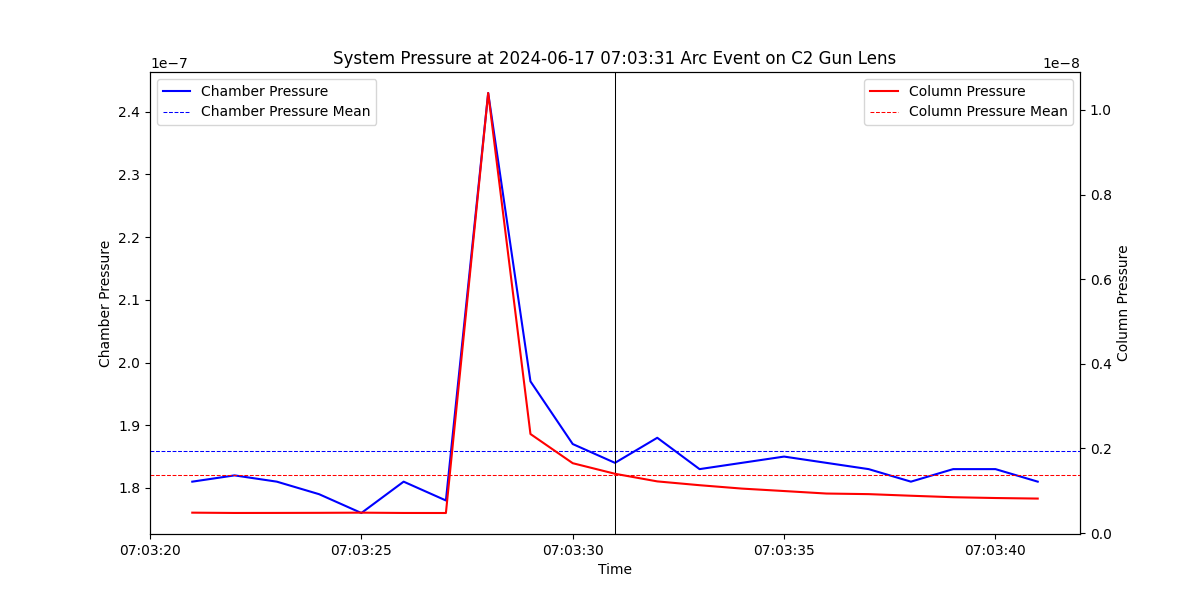 System Pressure at 2024-06-17 07:03:31 Arc Event on C2 Gun Lens
1e−7
1e−8
Chamber Pressure
Chamber Pressure Mean
Column Pressure
Column Pressure Mean
2.4
2.3
2.2
2.1
2.0
1.9
1.8
Chamber Pressure
1.0
0.8
0.6
0.4
0.2
0.0
Column Pressure
07:03:20
07:03:25
07:03:30
07:03:35
07:03:40
Time